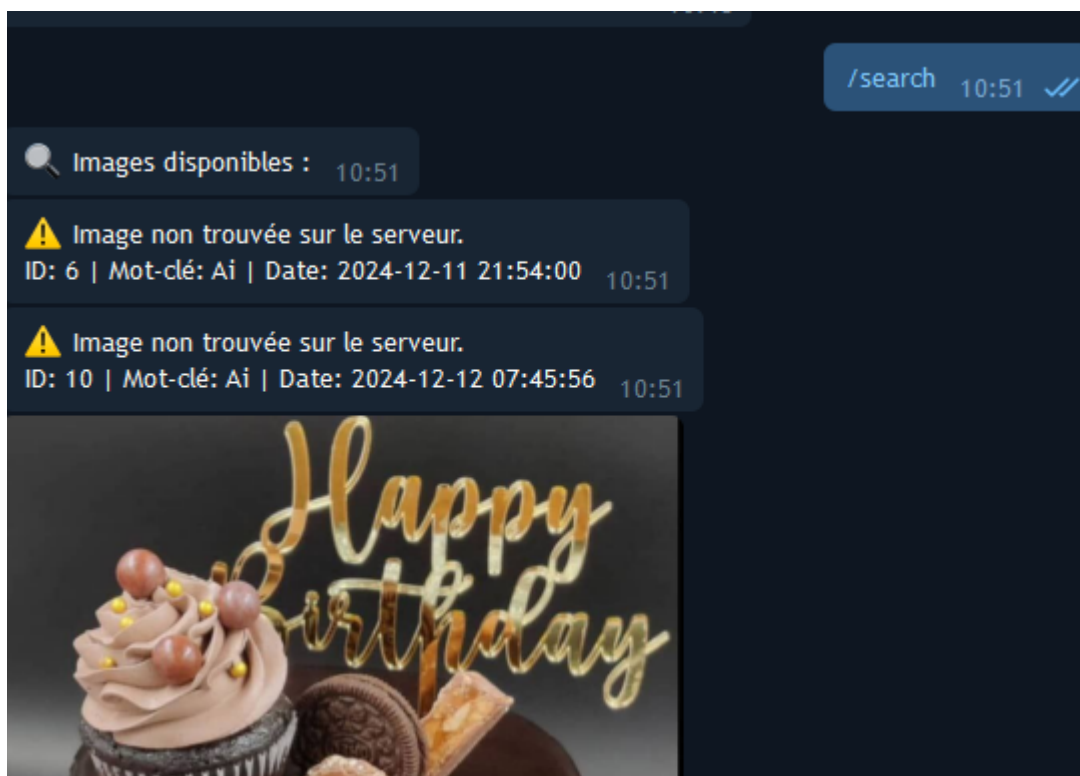 /search 10:51
🔍 Images disponibles : 10:51
⚠️ Image non trouvée sur le serveur.
ID: 6 | Mot-clé: Ai | Date: 2024-12-11 21:54:00 10:51
⚠️ Image non trouvée sur le serveur.
ID: 10 | Mot-clé: Ai | Date: 2024-12-12 07:45:56 10:51
Happy
Birthday